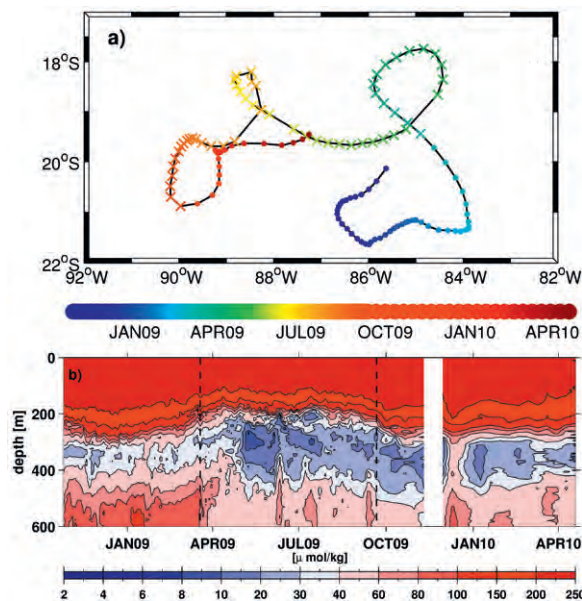 a)
18°S
20°S
22°S
92°W 90°W 88°W 86°W 84°W 82°W
JAN09 APR09 JUL09 OCT09 JAN10 APR10
b)
0
200
400
600
depth [m]
JAN09 APR09 JUL09 OCT09 JAN10 APR10
[μ mol/kg]
2 4 6 8 10 20 30 40 60 80 100 150 200 250